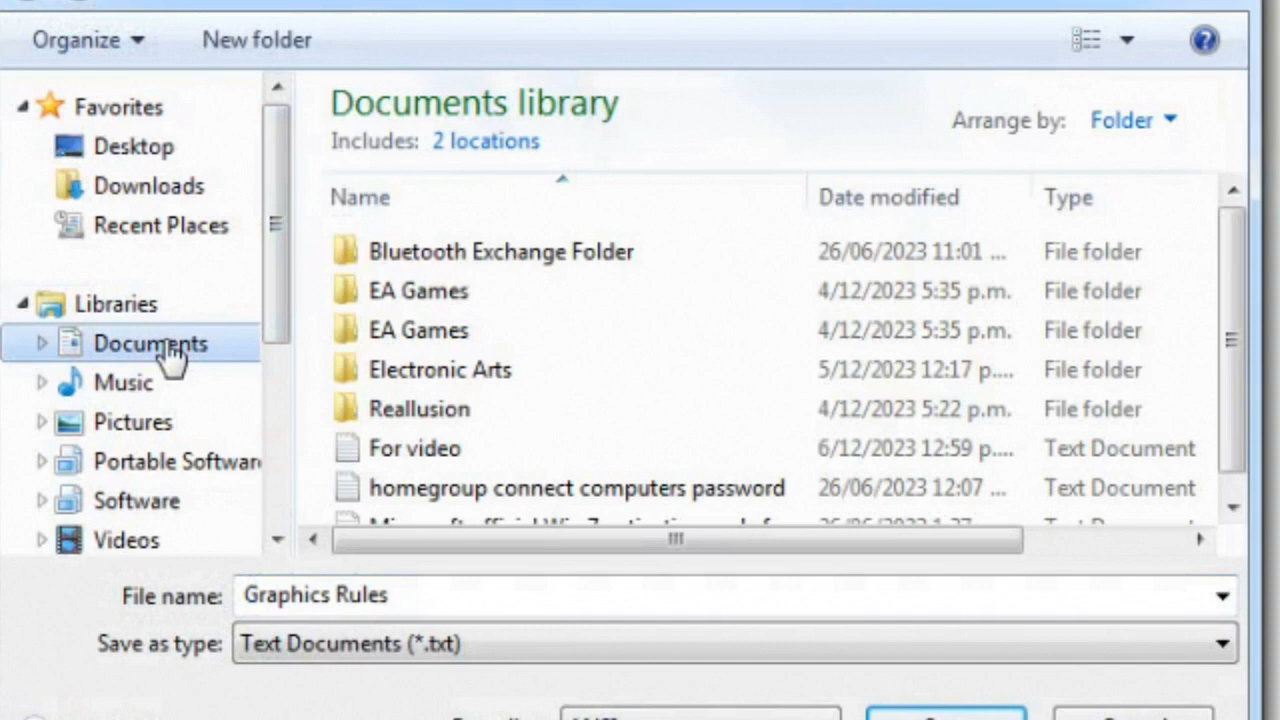 Organize New folder
Favorites
Desktop
Downloads
Recent Places
Libraries
Documents
Music
Pictures
Portable Software
Software
Videos
Documents library
Includes: 2 locations
Arrange by: Folder
Name Date modified Type
Bluetooth Exchange Folder 26/06/2023 11:01 ... File folder
EA Games 4/12/2023 5:35 p.m. File folder
EA Games 4/12/2023 5:35 p.m. File folder
Electronic Arts 5/12/2023 12:17 p.... File folder
Reallusion 4/12/2023 5:22 p.m. File folder
For video 6/12/2023 12:59 p.... Text Document
homegroup connect computers password 26/06/2023 12:07 ... Text Document
File name: Graphics Rules
Save as type: Text Documents (*.txt)